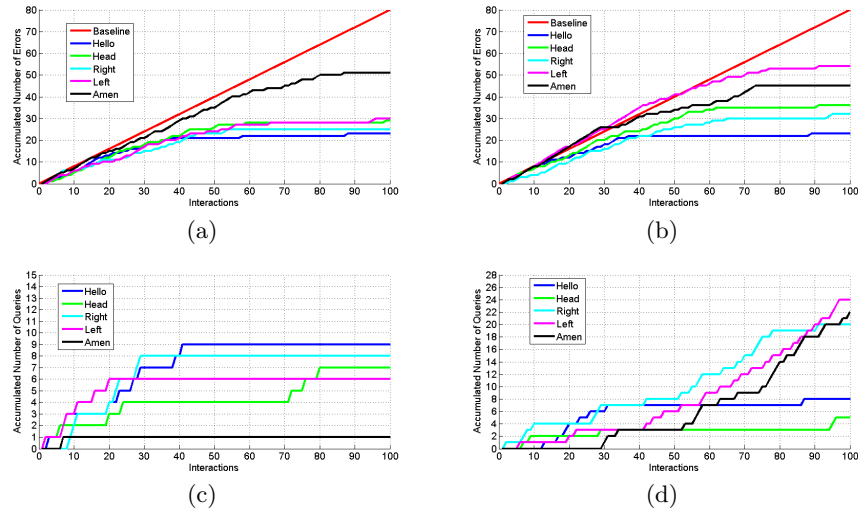 80
70
60
50
40
30
20
10
0
Accumulated Number of Errors
Baseline
Hello
Head
Right
Left
Amen
0 10 20 30 40 50 60 70 80 90 100
Interactions
(a)
80
70
60
50
40
30
20
10
0
Accumulated Number of Errors
Baseline
Hello
Head
Right
Left
Amen
0 10 20 30 40 50 60 70 80 90 100
Interactions
(b)
15
14
13
12
11
10
9
8
7
6
5
4
3
2
1
0
Accumulated Number of Queries
Hello
Head
Right
Left
Amen
0 10 20 30 40 50 60 70 80 90 100
Interactions
(c)
28
26
24
22
20
18
16
14
12
10
8
6
4
2
0
Accumulated Number of Queries
Hello
Head
Right
Left
Amen
0 10 20 30 40 50 60 70 80 90 100
Interactions
(d)